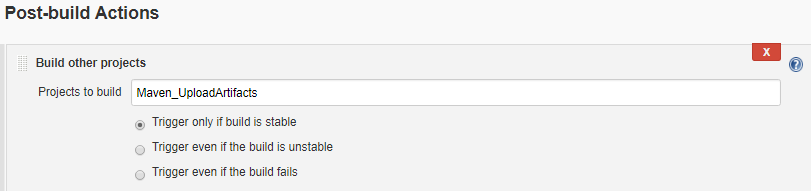 Post-build Actions
X
Build other projects
?
Projects to build Maven_UploadArtifacts
Trigger only if build is stable
Trigger even if the build is unstable
Trigger even if the build fails